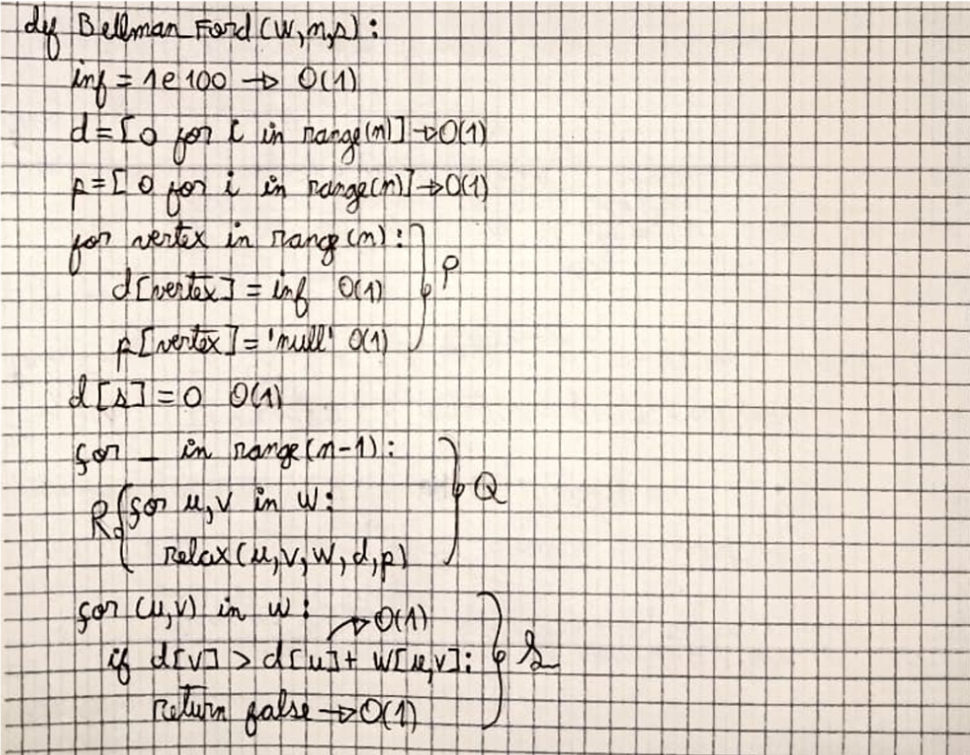 def Bellman_Ford(W,n,s):
inf = 1e100 → O(1)
d=[0 for i in range(n)] →O(1)
p=[0 for i in range(n)]→O(1)
for vertex in range(n):
d[vertex] = inf O(1)
P
p[vertex]='null' O(1)
d[s]=0 O(1)
for _ in range(n-1):
Q
R for u,v in W:
relax(u,v,W,d,p)
for (u,v) in W: →O(1)
if d[v] > d[u]+ W[u,v]: S
return false →O(1)